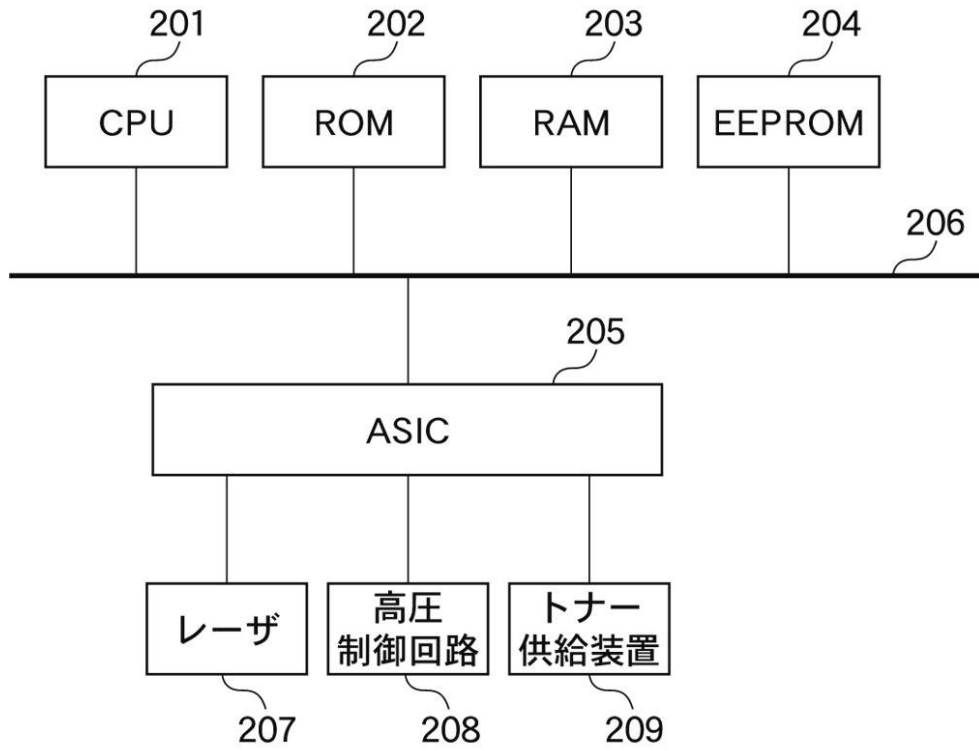 201
202
203
204
CPU
ROM
RAM
EEPROM
206
205
ASIC
レーザ
高圧
制御回路
トナー
供給装置
207
208
209